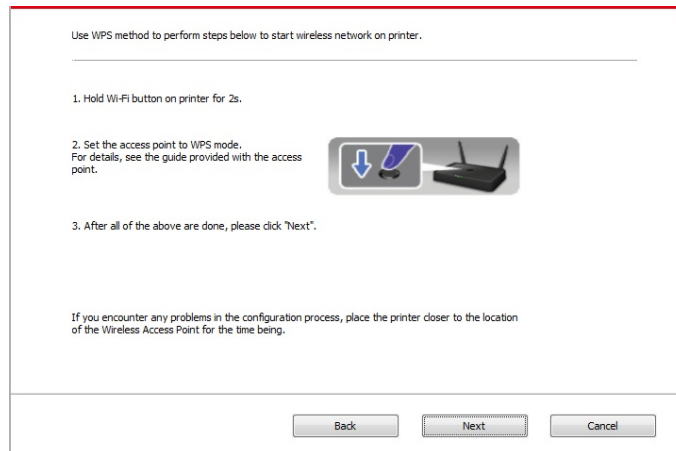 Use WPS method to perform steps below to start wireless network on printer.
1. Hold Wi-Fi button on printer for 2s.
2. Set the access point to WPS mode.
For details, see the guide provided with the access
point.
3. After all of the above are done, please click "Next".
If you encounter any problems in the configuration process, place the printer closer to the location
of the Wireless Access Point for the time being.
Back
Next
Cancel